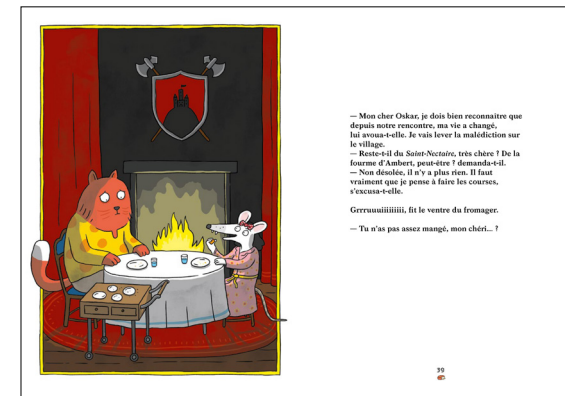 — Mon cher Oskar, je dois bien reconnaitre que
depuis notre rencontre, ma vie a changé,
lui avoua-t-elle. Je vais lever la malédiction sur
le village.
— Reste-t-il du Saint-Nectaire, très chère ? De la
fourme d'Ambert, peut-être ? demanda-t-il.
— Non désolée, il n'y a plus rien. Il faut
vraiment que je pense à faire les courses,
s'excusa-t-elle.
Grrruuuiiiiiiiii, fit le ventre du fromager.
— Tu n'as pas assez mangé, mon chéri... ?
39